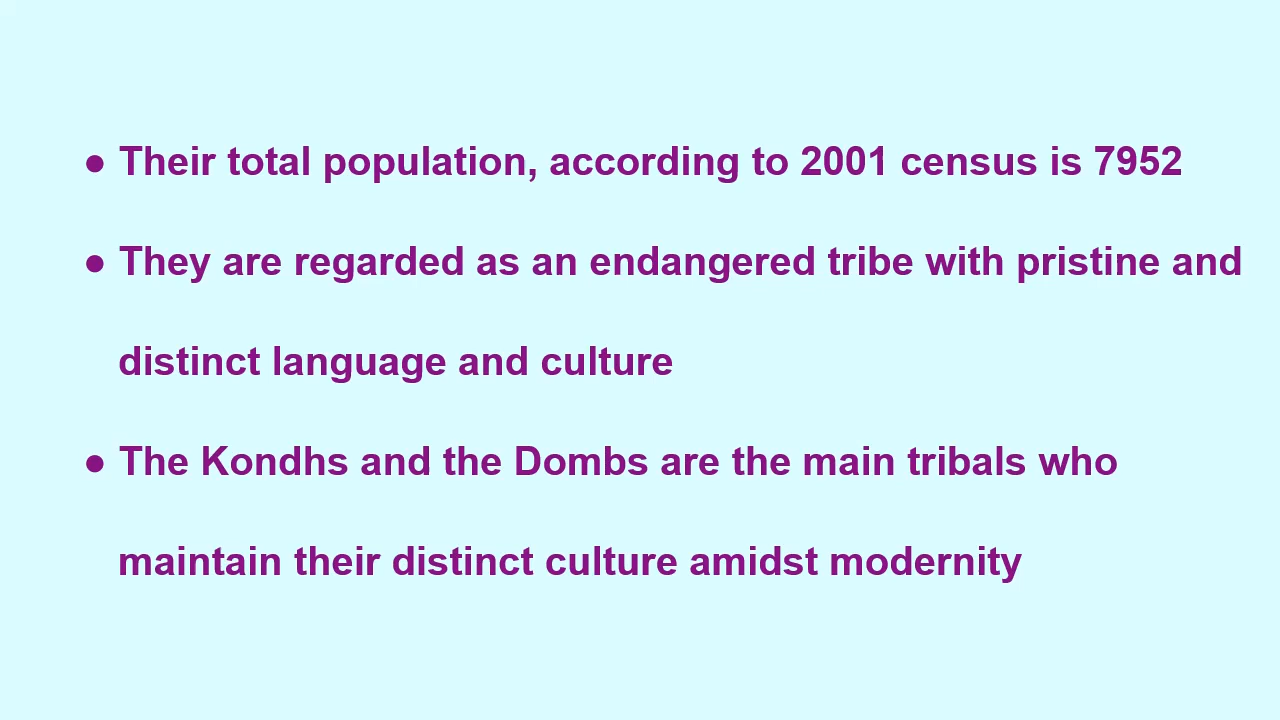 ● Their total population, according to 2001 census is 7952
● They are regarded as an endangered tribe with pristine and
distinct language and culture
● The Kondhs and the Dombs are the main tribals who
maintain their distinct culture amidst modernity